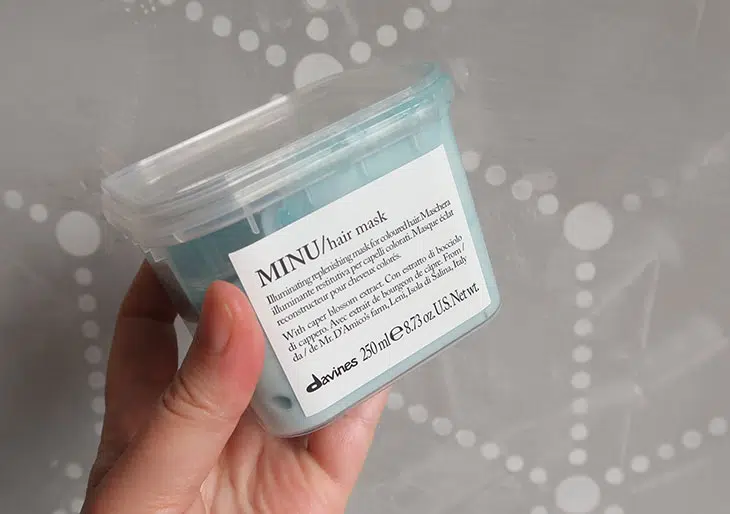 MINU/hair mask
Illuminating replenishing mask for coloured hair. Maschera
illuminante restitutiva per capelli colorati. Masque éclat
reconstructeur pour cheveux colorés.
With caper blossom extract. Con estratto di bocciolo
di cappero. Avec extrait de bourgeon de câpre. From /
da / de Mr. D'Amico's farm, Leni, Isola di Salina, Italy
davines 250 ml ℮ 8.73 oz. U.S. Net wt.